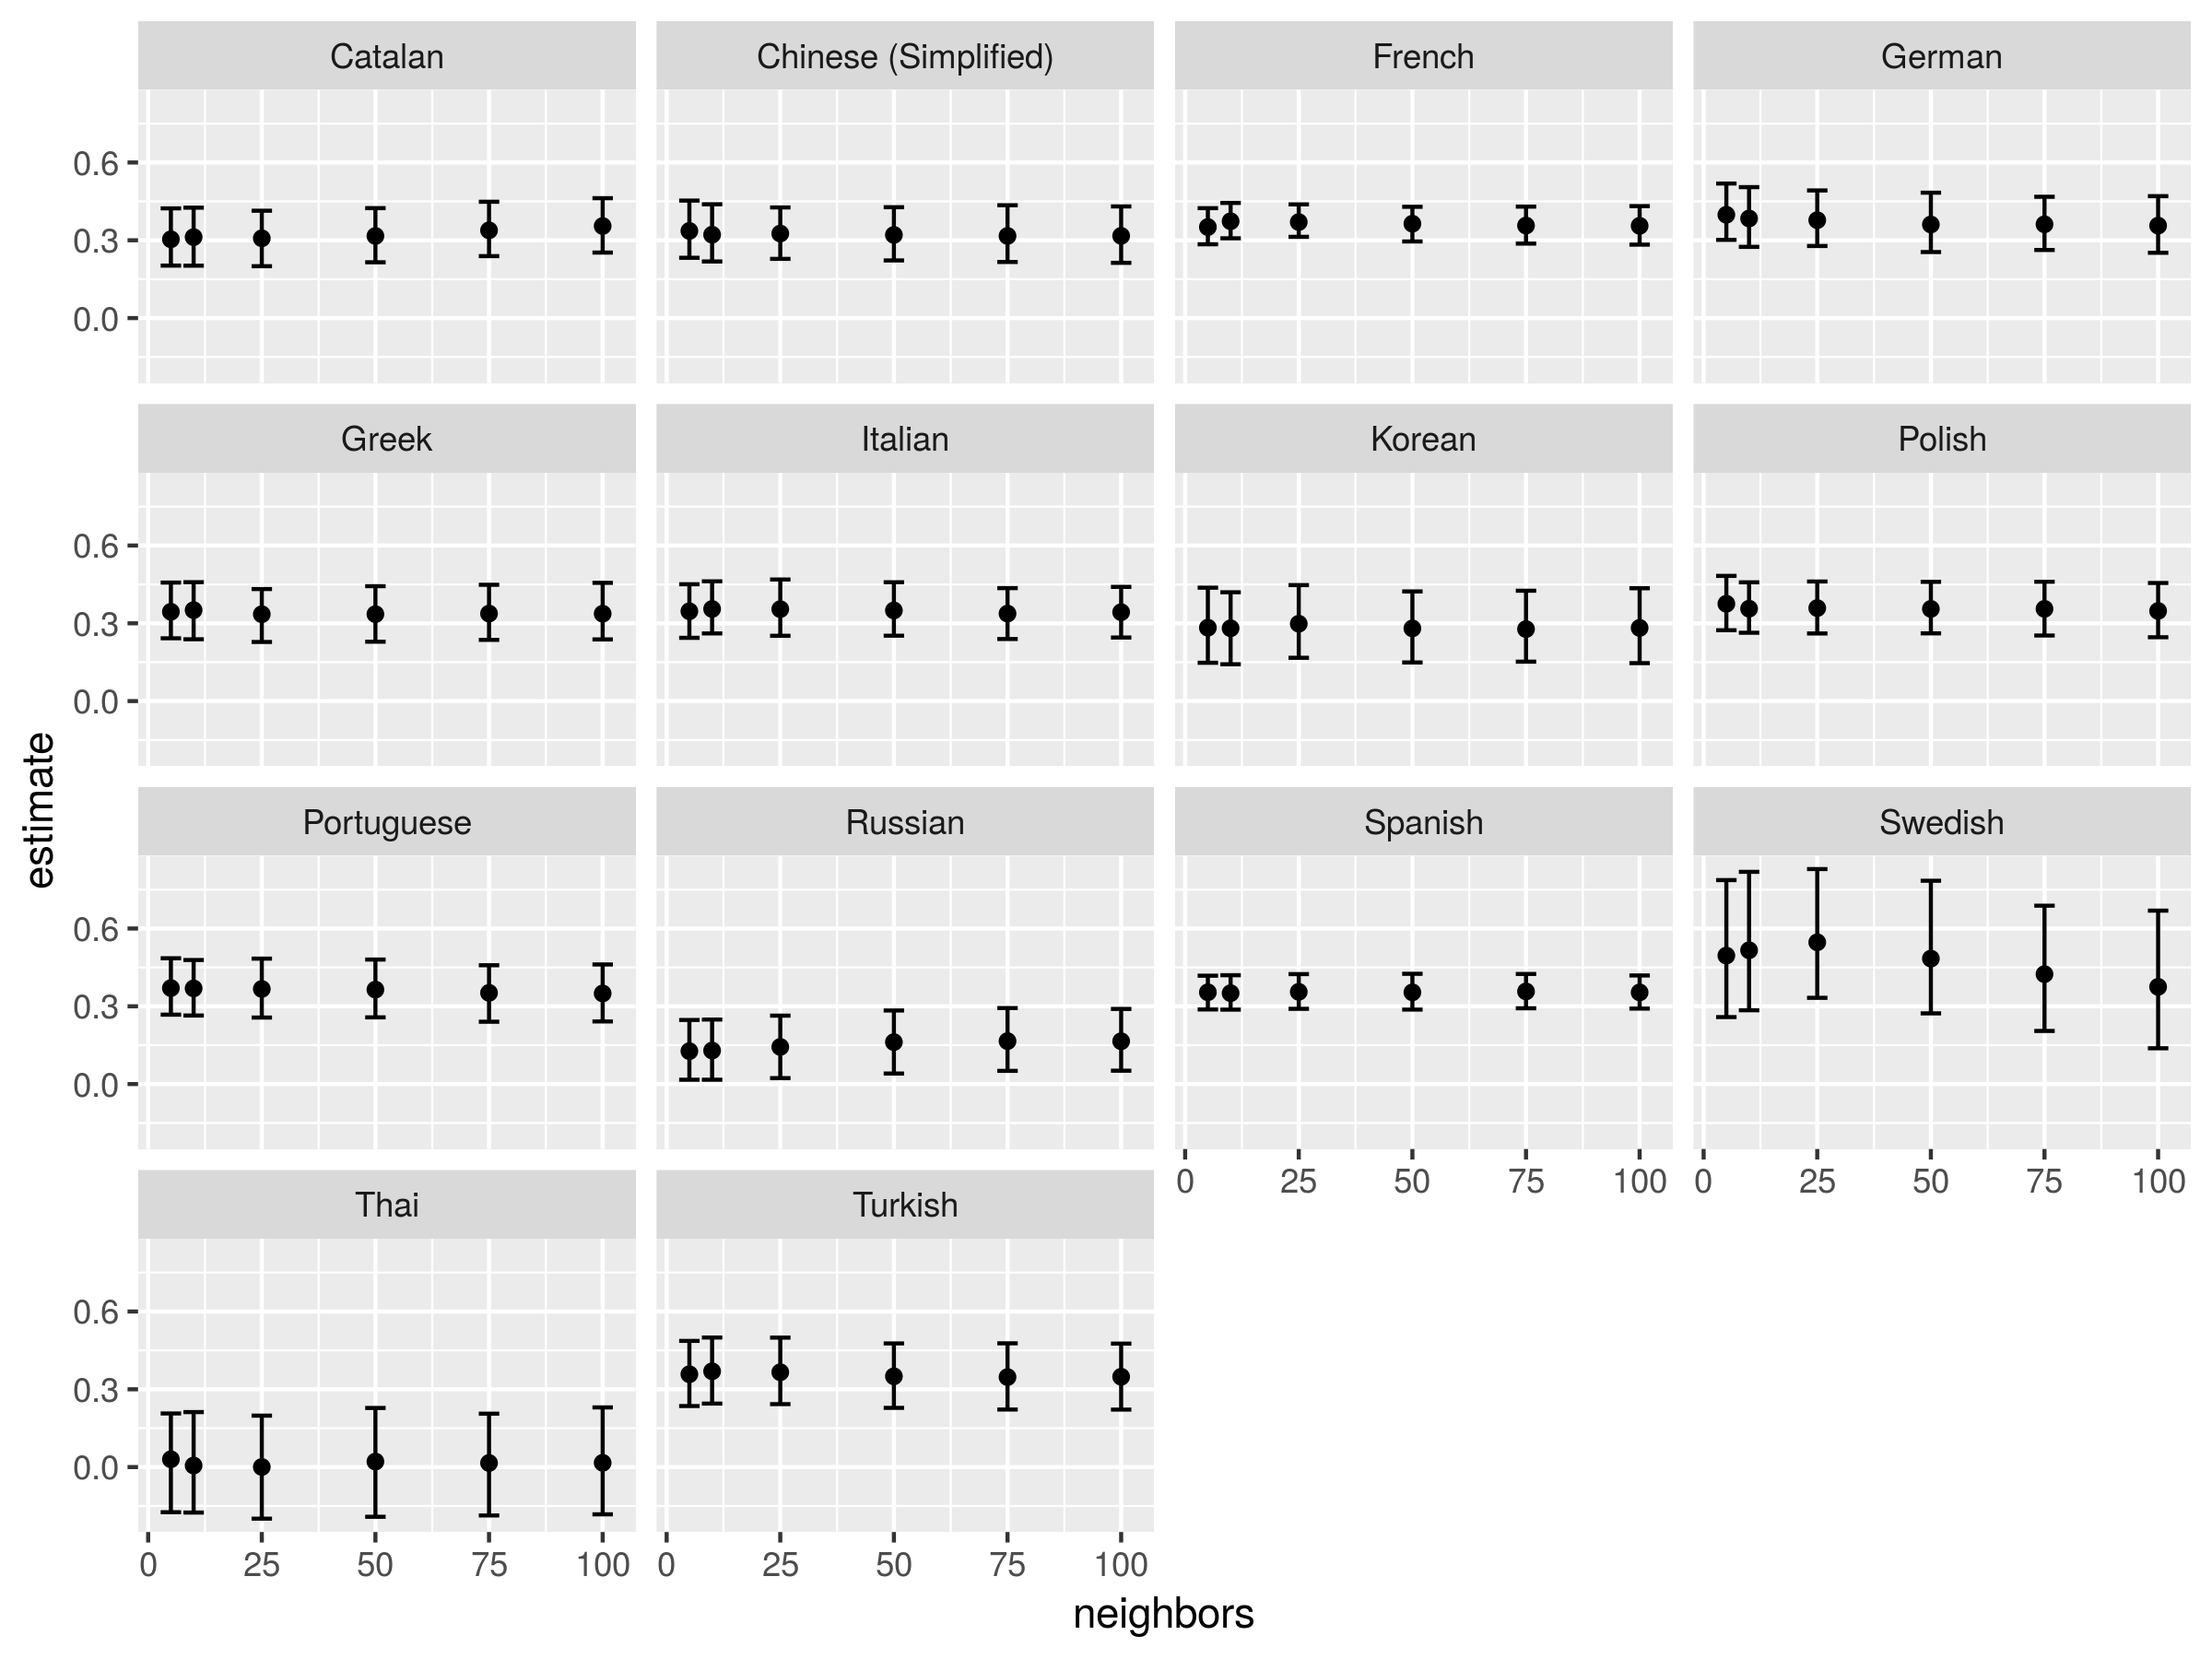 Catalan
Chinese (Simplified)
French
German
0.6
0.3
0.0
Greek
Italian
Korean
Polish
0.6
0.3
0.0
estimate
Portuguese
Russian
Spanish
Swedish
0.6
0.3
0.0
0 25 50 75 100
0 25 50 75 100
Thai
Turkish
0.6
0.3
0.0
0 25 50 75 100
0 25 50 75 100
neighbors